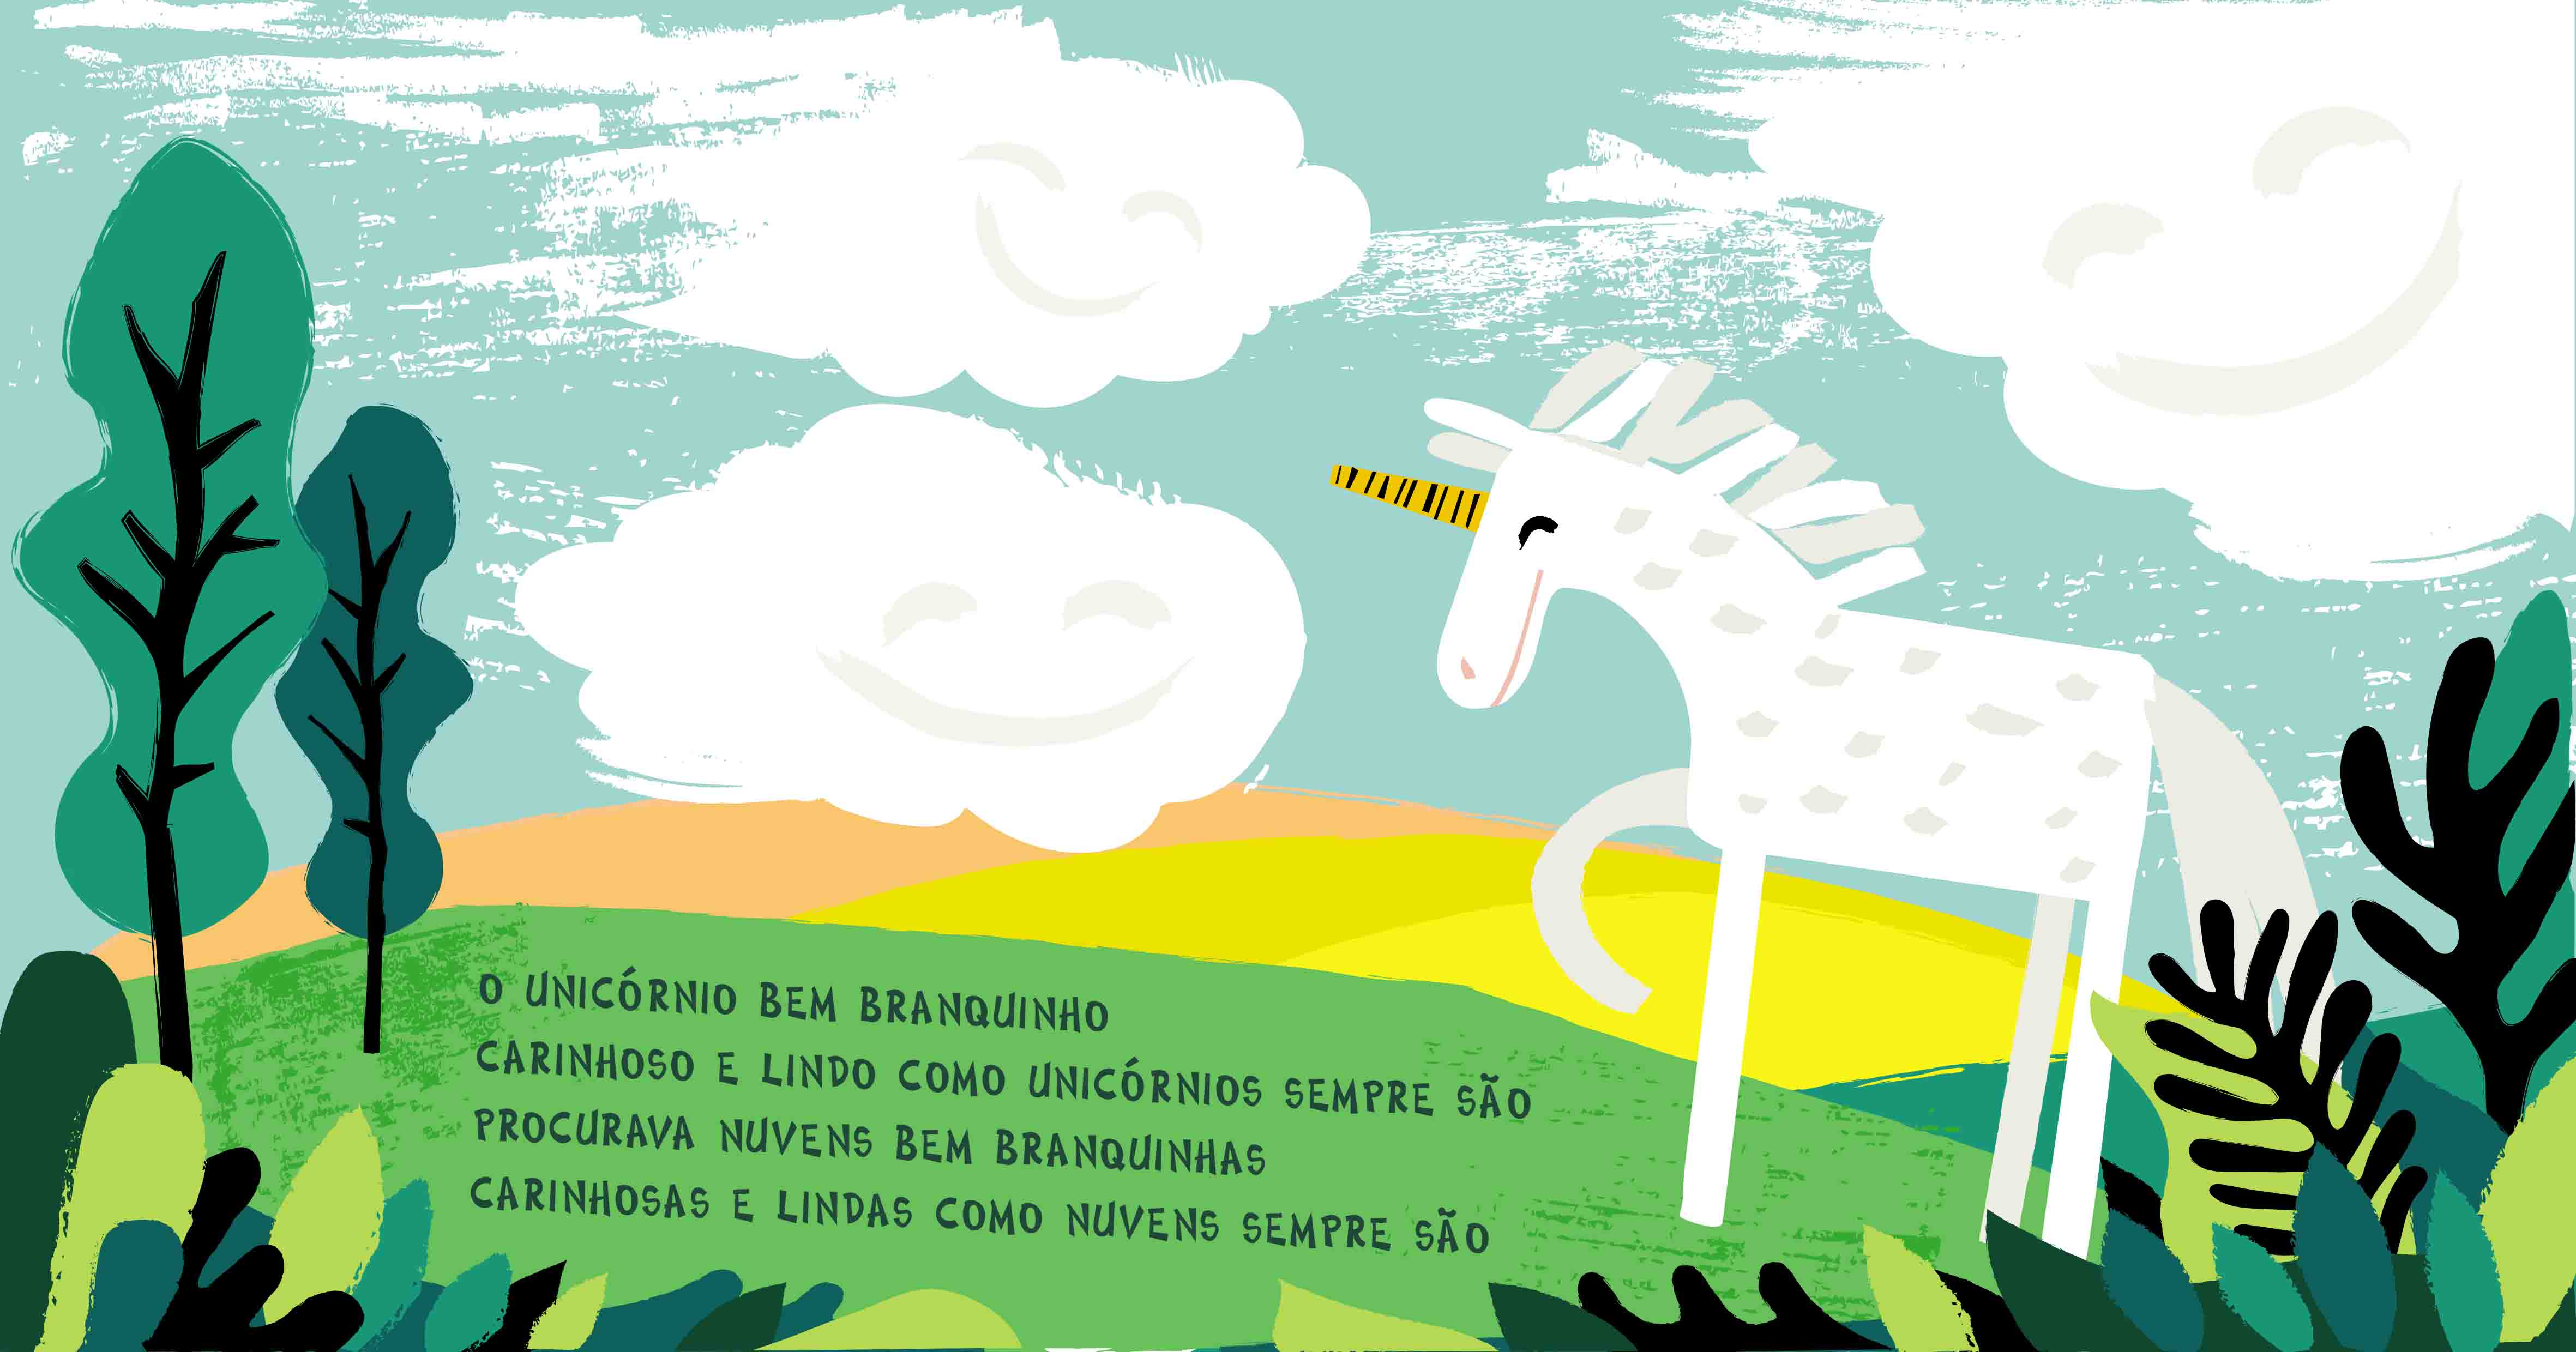 O UNICÓRNIO BEM BRANQUINHO
CARINHOSO E LINDO COMO UNICÓRNIOS SEMPRE SÃO
PROCURAVA NUVENS BEM BRANQUINHAS
CARINHOSAS E LINDAS COMO NUVENS SEMPRE SÃO